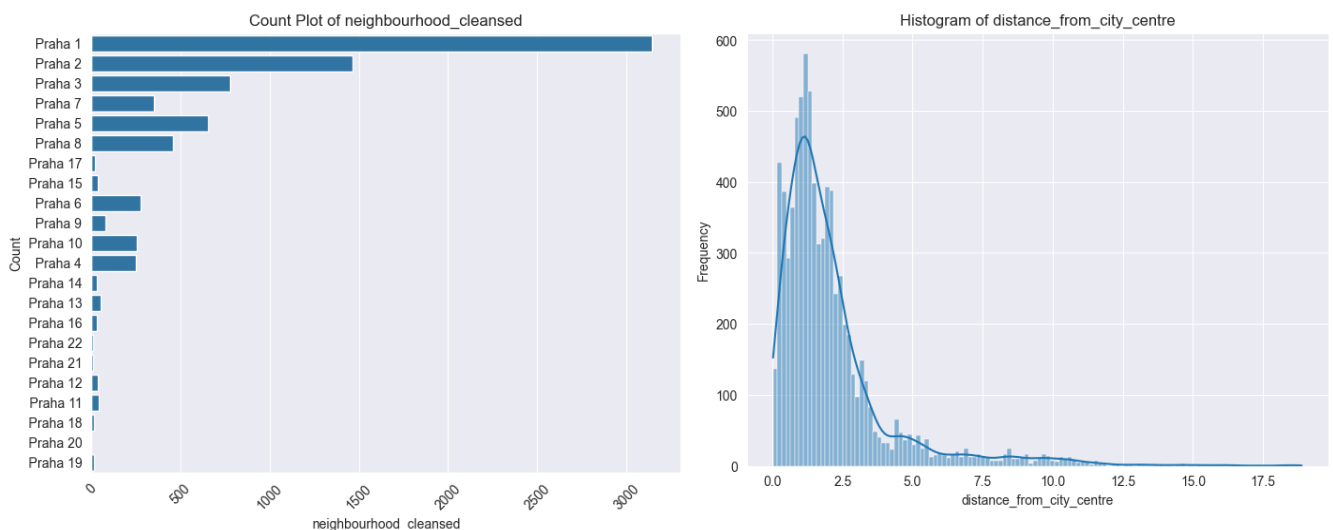 Count Plot of neighbourhood_cleansed
Count
Praha 1
Praha 2
Praha 3
Praha 7
Praha 5
Praha 8
Praha 17
Praha 15
Praha 6
Praha 9
Praha 10
Praha 4
Praha 14
Praha 13
Praha 16
Praha 22
Praha 21
Praha 12
Praha 11
Praha 18
Praha 20
Praha 19
0 500 1000 1500 2000 2500 3000
neighbourhood_cleansed
Histogram of distance_from_city_centre
Frequency
600
500
400
300
200
100
0
0.0 2.5 5.0 7.5 10.0 12.5 15.0 17.5
distance_from_city_centre